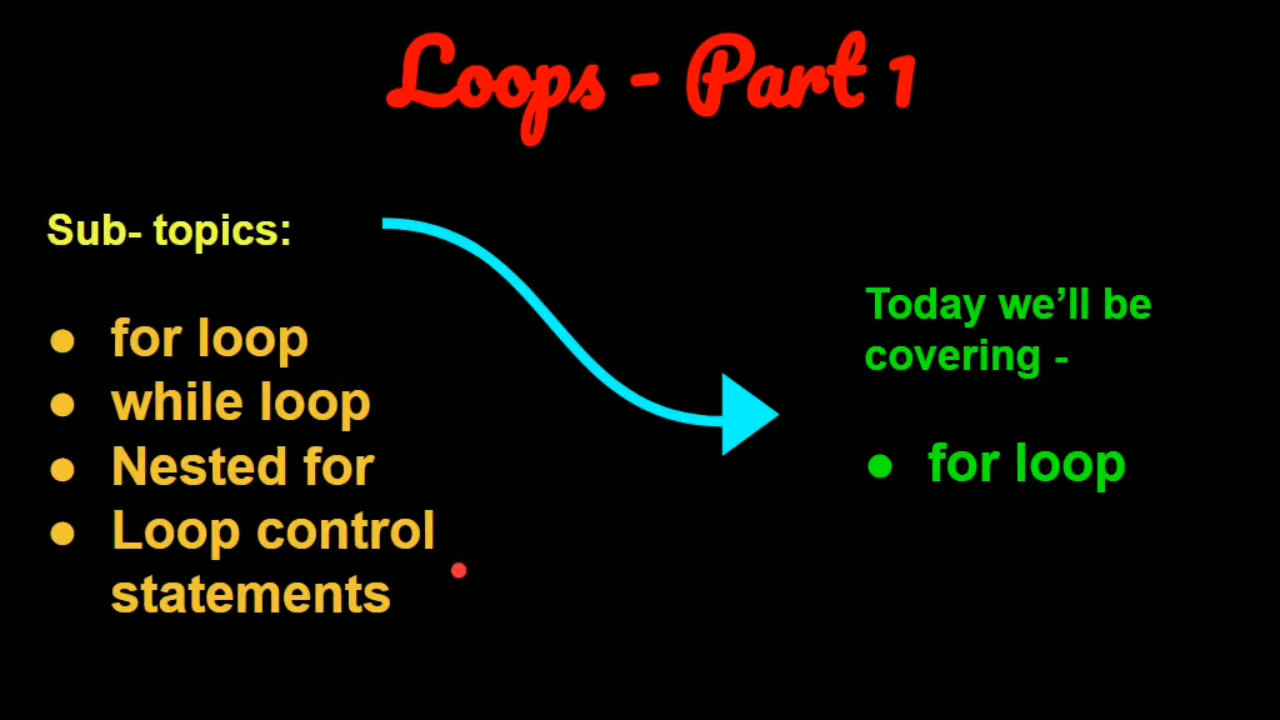 Loops - Part 1
Sub- topics:
● for loop
● while loop
● Nested for
● Loop control
statements
Today we’ll be
covering -
● for loop